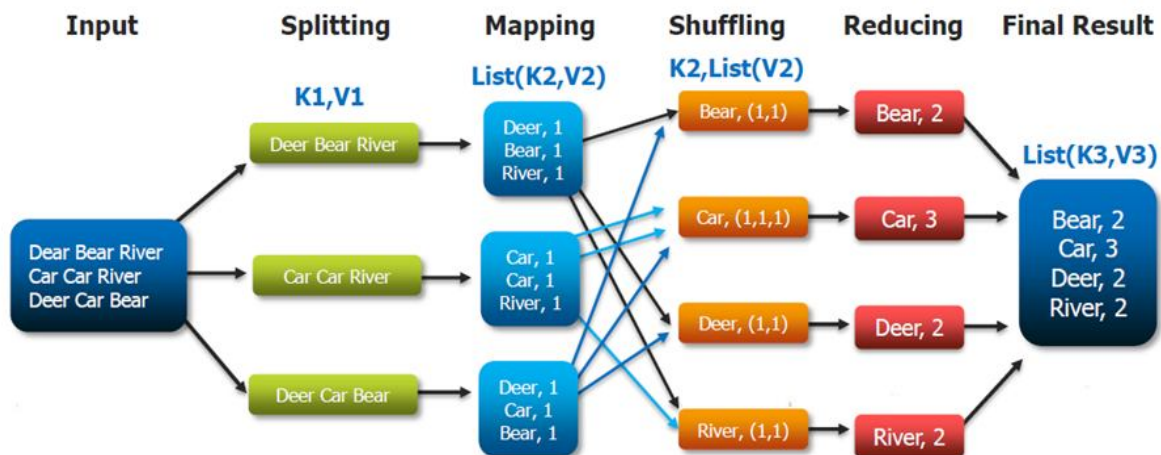 Input
Splitting
Mapping
Shuffling
Reducing
Final Result
K1,V1
List(K2,V2)
K2,List(V2)
List(K3,V3)
Dear Bear River
Car Car River
Deer Car Bear
Deer Bear River
Car Car River
Deer Car Bear
Deer, 1
Bear, 1
River, 1
Car, 1
Car, 1
River, 1
Deer, 1
Car, 1
Bear, 1
Bear, (1,1)
Car, (1,1,1)
Deer, (1,1)
River, (1,1)
Bear, 2
Car, 3
Deer, 2
River, 2
Bear, 2
Car, 3
Deer, 2
River, 2